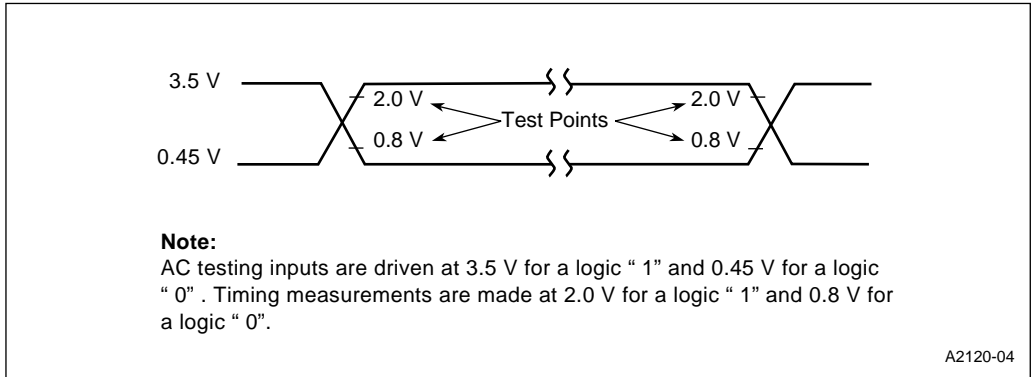 3.5 V
2.0 V
2.0 V
Test Points
0.8 V
0.8 V
0.45 V
Note:
AC testing inputs are driven at 3.5 V for a logic “ 1” and 0.45 V for a logic
“ 0” . Timing measurements are made at 2.0 V for a logic “ 1” and 0.8 V for
a logic “ 0”.
A2120-04